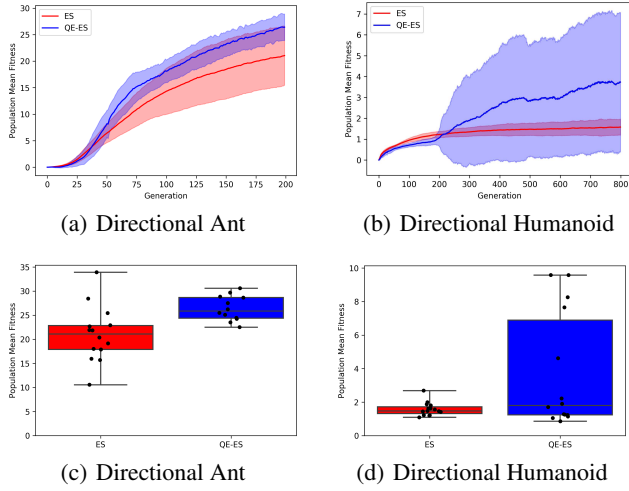 30
25
20
15
10
5
0
Population Mean Fitness
ES
QE-ES
0 25 50 75 100 125 150 175 200
Generation
(a) Directional Ant
7
6
5
4
3
2
1
0
Population Mean Fitness
ES
QE-ES
0 100 200 300 400 500 600 700 800
Generation
(b) Directional Humanoid
35
30
25
20
15
10
5
0
Population Mean Fitness
ES QE-ES
(c) Directional Ant
10
8
6
4
2
0
Population Mean Fitness
ES QE-ES
(d) Directional Humanoid